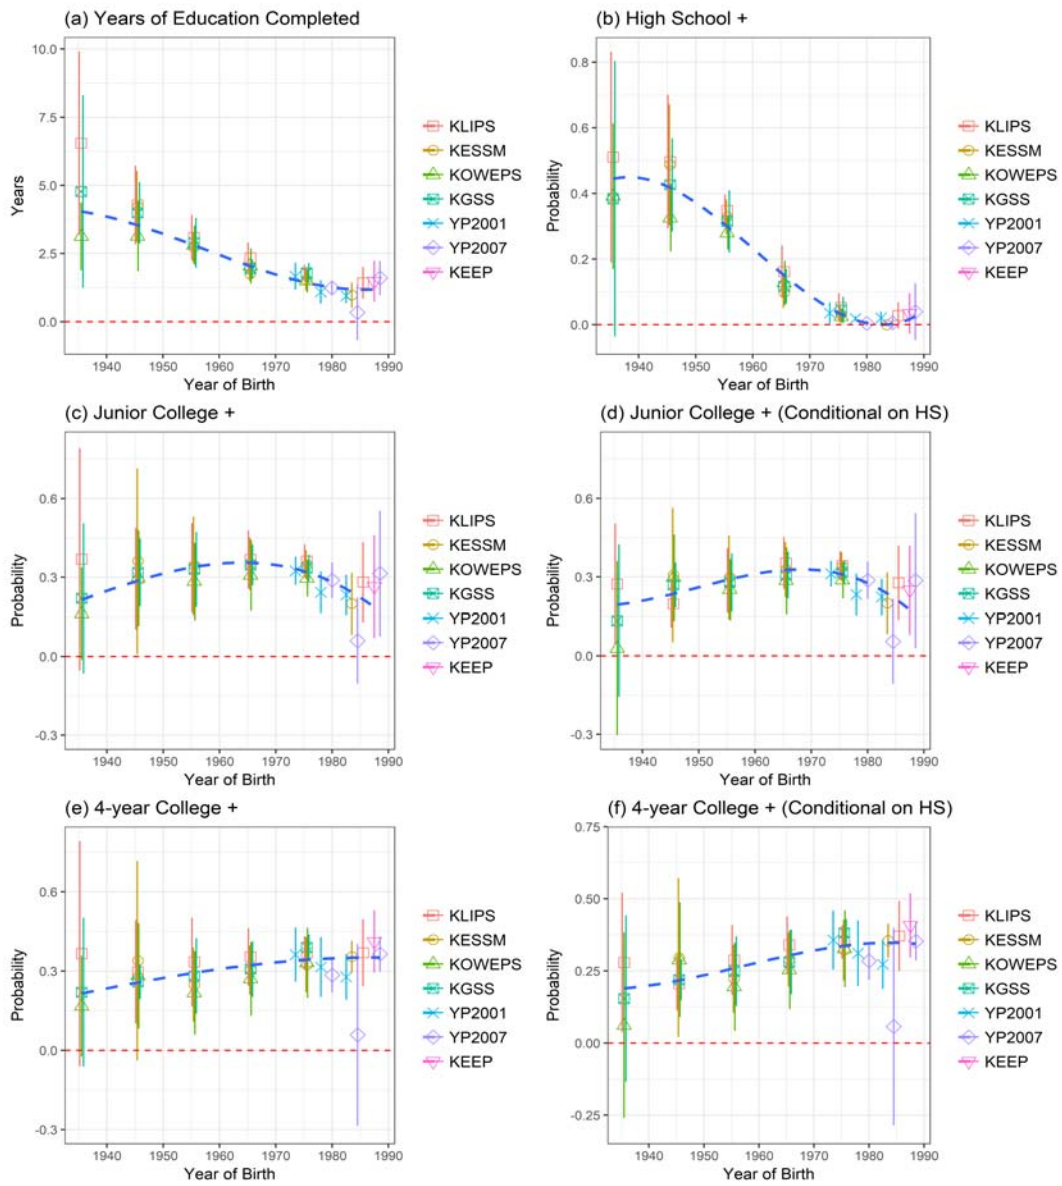 (a) Years of Education Completed
10.0
7.5
5.0
2.5
0.0
Years
1940 1950 1960 1970 1980 1990
Year of Birth
KLIPS
KESSM
KOWEPS
KGSS
YP2001
YP2007
KEEP
(b) High School +
0.8
0.6
0.4
0.2
0.0
Probability
1940 1950 1960 1970 1980 1990
Year of Birth
KLIPS
KESSM
KOWEPS
KGSS
YP2001
YP2007
KEEP
(c) Junior College +
0.6
0.3
0.0
-0.3
Probability
1940 1950 1960 1970 1980 1990
Year of Birth
KLIPS
KESSM
KOWEPS
KGSS
YP2001
YP2007
KEEP
(d) Junior College + (Conditional on HS)
0.6
0.3
0.0
-0.3
Probability
1940 1950 1960 1970 1980 1990
Year of Birth
KLIPS
KESSM
KOWEPS
KGSS
YP2001
YP2007
KEEP
(e) 4-year College +
0.6
0.3
0.0
-0.3
Probability
1940 1950 1960 1970 1980 1990
Year of Birth
KLIPS
KESSM
KOWEPS
KGSS
YP2001
YP2007
KEEP
(f) 4-year College + (Conditional on HS)
0.75
0.50
0.25
0.00
-0.25
Probability
1940 1950 1960 1970 1980 1990
Year of Birth
KLIPS
KESSM
KOWEPS
KGSS
YP2001
YP2007
KEEP